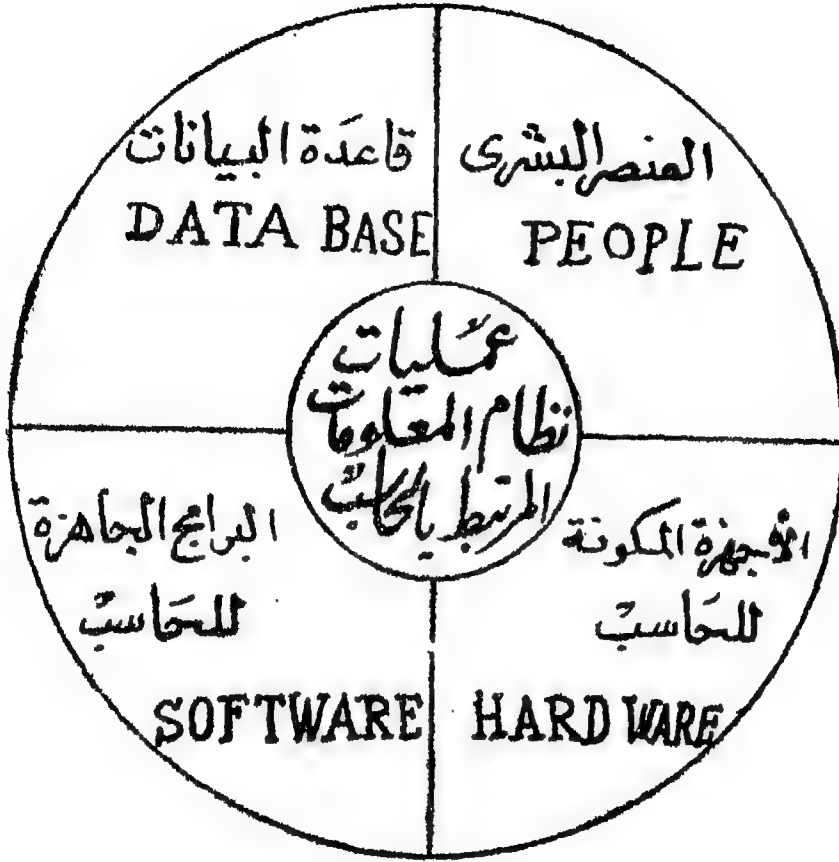 العنصر البشرى
PEOPLE
قاعدة البيانات
DATA BASE
عمليات
نظام المعلومات
المرتبط بالحاسب
الأجهزة المكونة
للحاسب
HARD WARE
البرامج الجاهزة
للحاسب
SOFTWARE